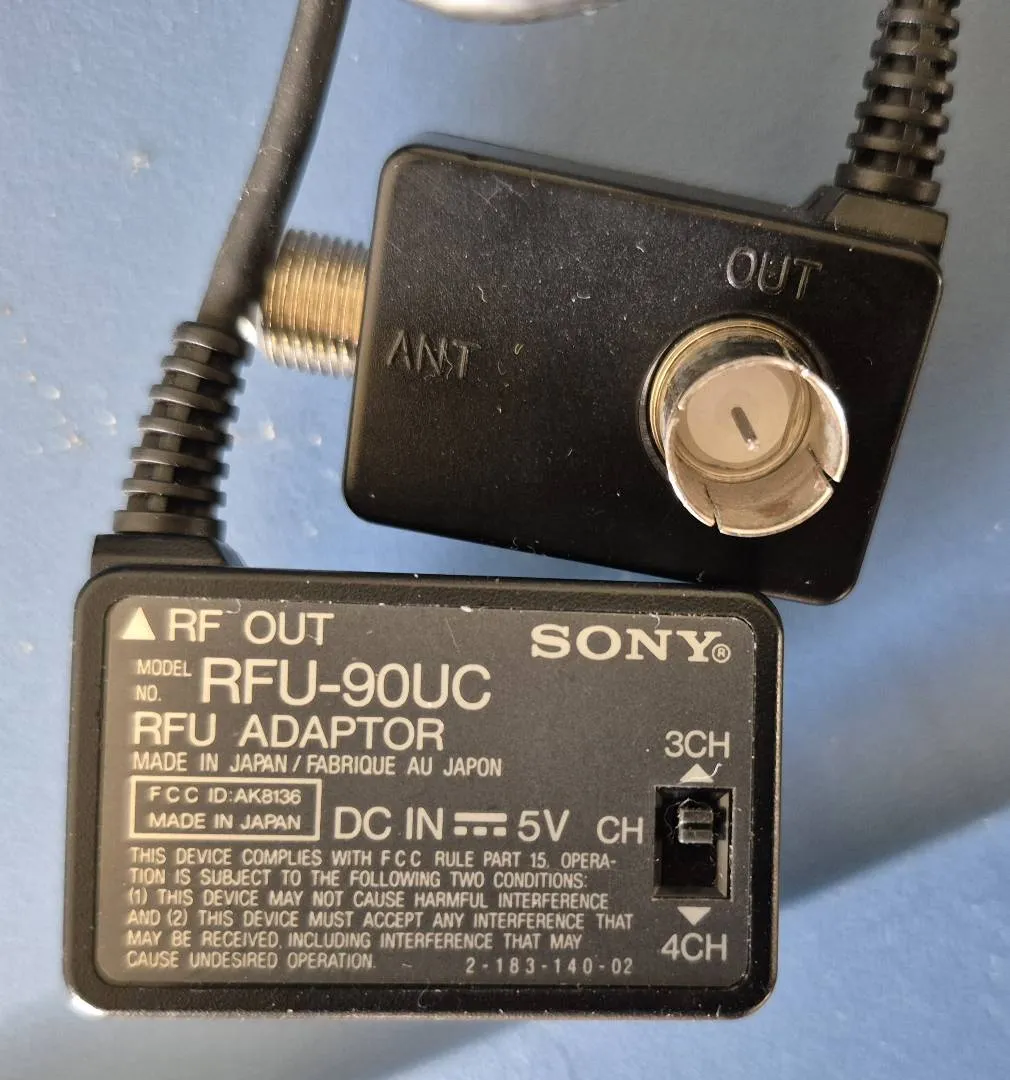 OUT
ANT
▲ RF OUT
SONY®
MODEL NO. RFU-90UC
RFU ADAPTOR
MADE IN JAPAN / FABRIQUE AU JAPON
3CH
FCC ID:AK8136
MADE IN JAPAN
DC IN ⎓ 5V
CH
THIS DEVICE COMPLIES WITH FCC RULE PART 15. OPERA-
TION IS SUBJECT TO THE FOLLOWING TWO CONDITIONS:
(1) THIS DEVICE MAY NOT CAUSE HARMFUL INTERFERENCE
AND (2) THIS DEVICE MUST ACCEPT ANY INTERFERENCE THAT
MAY BE RECEIVED, INCLUDING INTERFERENCE THAT MAY
CAUSE UNDESIRED OPERATION.
4CH
2-183-140-02